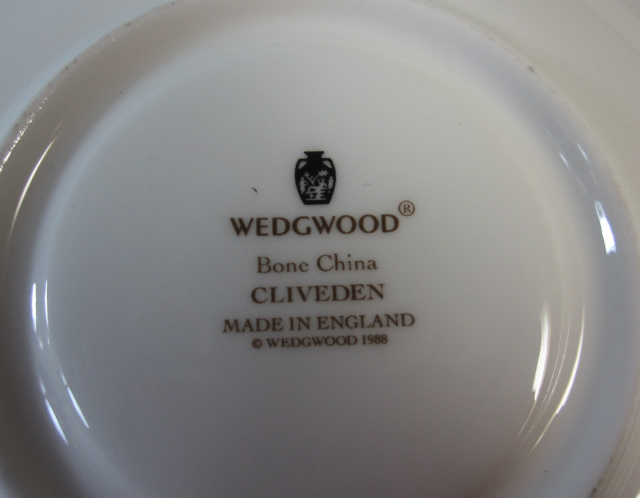 WEDGWOOD®
Bone China
CLIVEDEN
MADE IN ENGLAND
© WEDGWOOD 1988